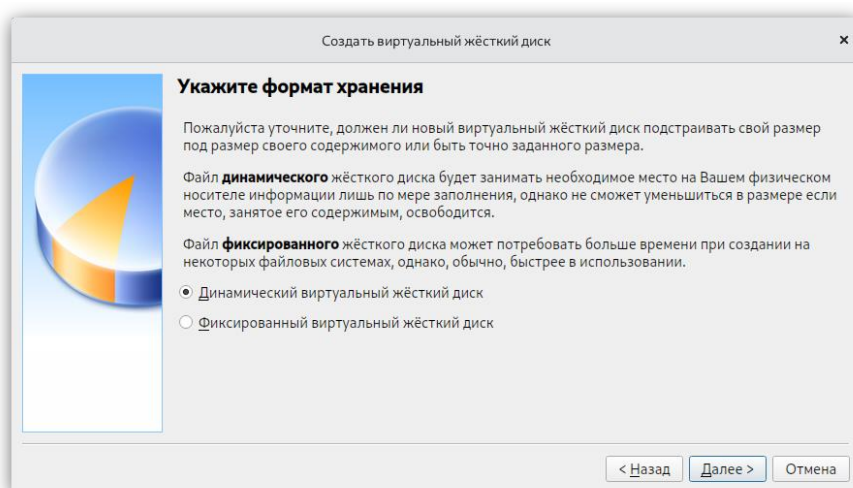 Создать виртуальный жёсткий диск
×
Укажите формат хранения
Пожалуйста уточните, должен ли новый виртуальный жёсткий диск подстраивать свой размер
под размер своего содержимого или быть точно заданного размера.
Файл динамического жёсткого диска будет занимать необходимое место на Вашем физическом
носителе информации лишь по мере заполнения, однако не сможет уменьшиться в размере если
место, занятое его содержимым, освободится.
Файл фиксированного жёсткого диска может потребовать больше времени при создании на
некоторых файловых системах, однако, обычно, быстрее в использовании.
Динамический виртуальный жёсткий диск
Фиксированный виртуальный жёсткий диск
< Назад Далее > Отмена